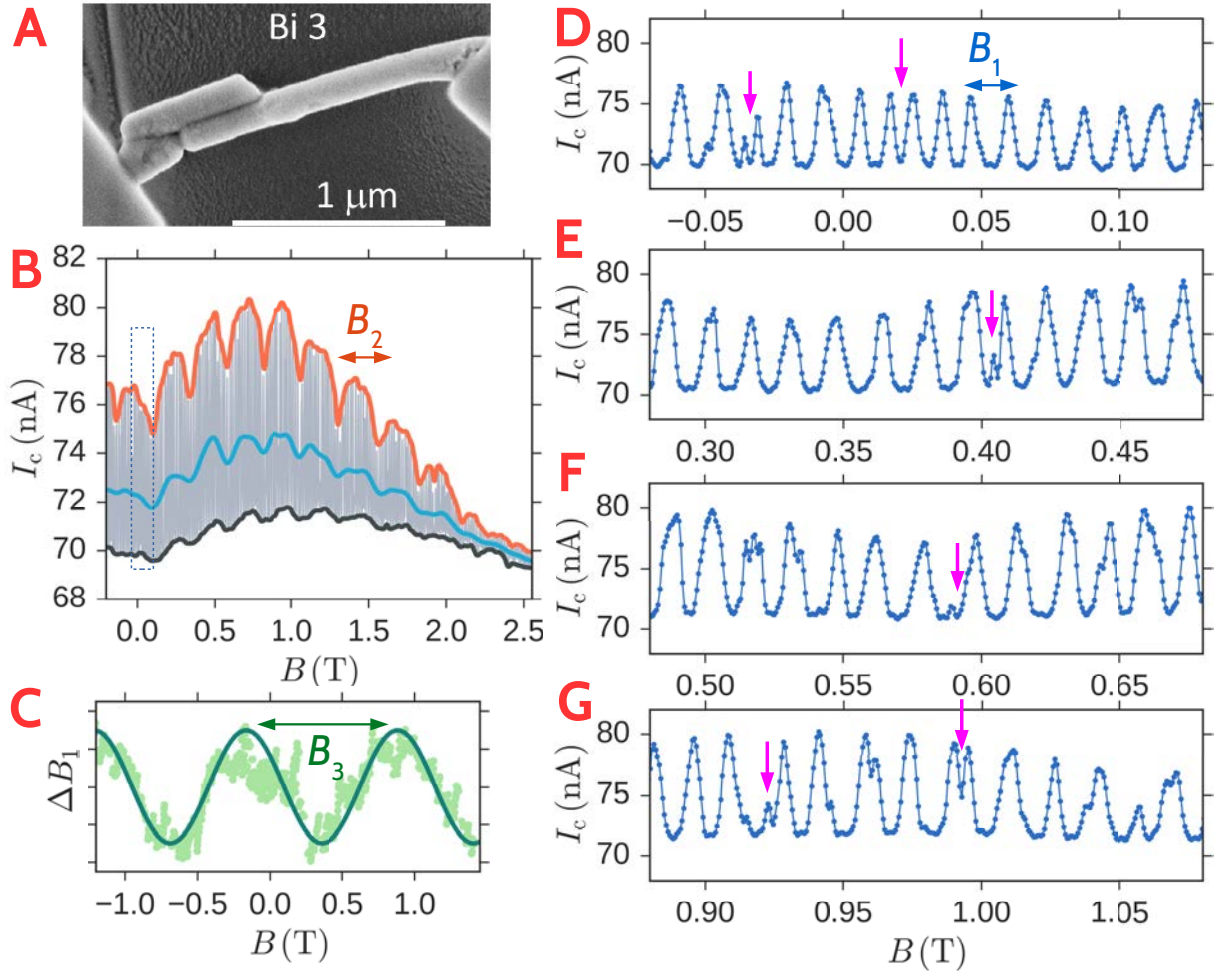 A
Bi 3
1 μm
B
82
80
78
76
74
72
70
68
I_c (nA)
B_2
0.0 0.5 1.0 1.5 2.0 2.5
B (T)
C
ΔB_1
B_3
−1.0 −0.5 0.0 0.5 1.0
B (T)
D
80
75
70
I_c (nA)
B_1
−0.05 0.00 0.05 0.10
E
80
75
70
I_c (nA)
0.30 0.35 0.40 0.45
F
80
75
70
I_c (nA)
0.50 0.55 0.60 0.65
G
80
75
70
I_c (nA)
0.90 0.95 1.00 1.05
B (T)